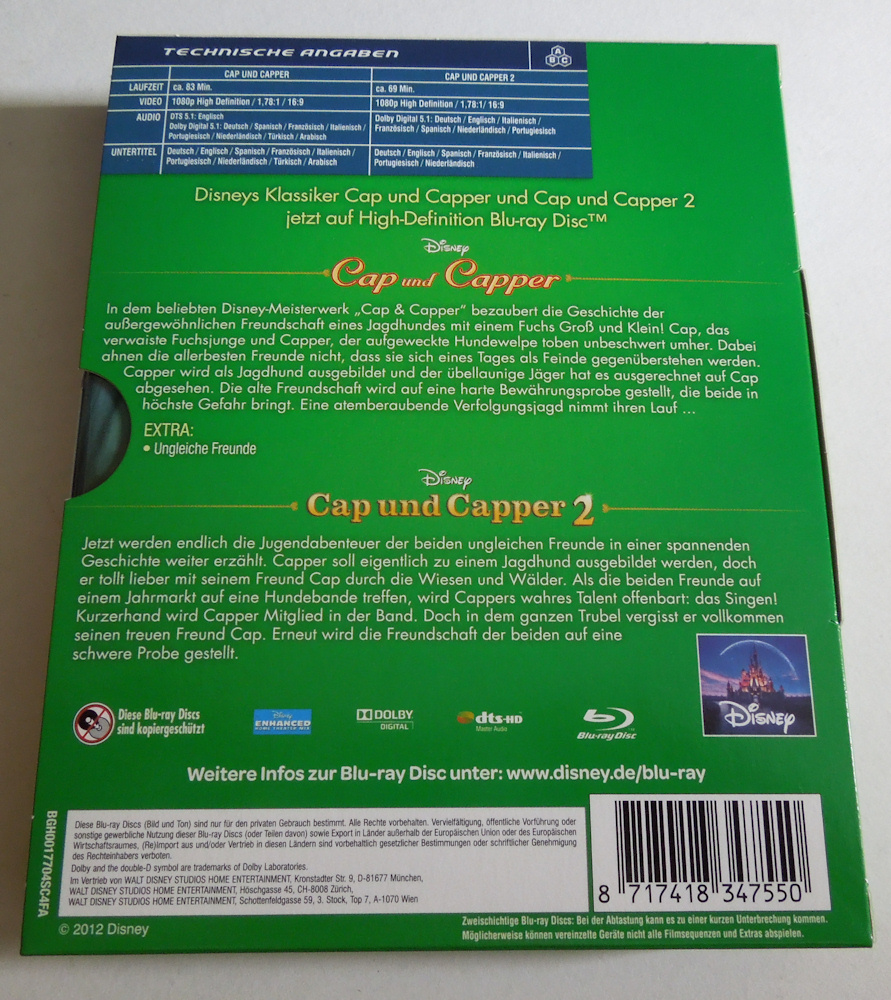 TECHNISCHE ANGABEN
A B C
CAP UND CAPPER CAP UND CAPPER 2
LAUFZEIT ca. 83 Min. ca. 69 Min.
VIDEO 1080p High Definition / 1,78:1 / 16:9 1080p High Definition / 1,78:1/ 16:9
AUDIO DTS 5.1: Englisch
Dolby Digital 5.1: Deutsch / Spanisch / Französisch / Italienisch /
Portugiesisch / Niederländisch / Türkisch / Arabisch
Dolby Digital 5.1: Deutsch / Englisch / Italienisch /
Französisch / Spanisch / Niederländisch / Portugiesisch
UNTERTITEL Deutsch / Englisch / Spanisch / Französisch / Italienisch /
Portugiesisch / Niederländisch / Türkisch / Arabisch
Deutsch / Englisch / Spanisch / Französisch / Italienisch /
Portugiesisch / Niederländisch
Disneys Klassiker Cap und Capper und Cap und Capper 2
jetzt auf High-Definition Blu-ray Disc™
Disney
Cap und Capper
In dem beliebten Disney-Meisterwerk „Cap & Capper" bezaubert die Geschichte der
außergewöhnlichen Freundschaft eines Jagdhundes mit einem Fuchs Groß und Klein! Cap, das
verwaiste Fuchsjunge und Capper, der aufgeweckte Hundewelpe toben unbeschwert umher. Dabei
ahnen die allerbesten Freunde nicht, dass sie sich eines Tages als Feinde gegenüberstehen werden.
Capper wird als Jagdhund ausgebildet und der übellaunige Jäger hat es ausgerechnet auf Cap
abgesehen. Die alte Freundschaft wird auf eine harte Bewährungsprobe gestellt, die beide in
höchste Gefahr bringt. Eine atemberaubende Verfolgungsjagd nimmt ihren Lauf ...
EXTRA:
• Ungleiche Freunde
Disney
Cap und Capper 2
Jetzt werden endlich die Jugendabenteuer der beiden ungleichen Freunde in einer spannenden
Geschichte weiter erzählt. Capper soll eigentlich zu einem Jagdhund ausgebildet werden, doch
er tollt lieber mit seinem Freund Cap durch die Wiesen und Wälder. Als die beiden Freunde auf
einem Jahrmarkt auf eine Hundebande treffen, wird Cappers wahres Talent offenbart: das Singen!
Kurzerhand wird Capper Mitglied in der Band. Doch in dem ganzen Trubel vergisst er vollkommen
seinen treuen Freund Cap. Erneut wird die Freundschaft der beiden auf eine
schwere Probe gestellt.
Disney
Diese Blu-ray Discs
sind kopiergeschützt
Disney
ENHANCED
HOME THEATER MIX
DOLBY
DIGITAL
dts-HD
Master Audio
Blu-ray Disc
Weitere Infos zur Blu-ray Disc unter: www.disney.de/blu-ray
BGH0017704SC4FA
Diese Blu-ray Discs (Bild und Ton) sind nur für den privaten Gebrauch bestimmt. Alle Rechte vorbehalten. Vervielfältigung, öffentliche Vorführung oder
sonstige gewerbliche Nutzung dieser Blu-ray Discs (oder Teilen davon) sowie Export in Länder außerhalb der Europäischen Union oder des Europäischen
Wirtschaftsraumes, (Re)Import aus und/oder Vertrieb in diesen Ländern sind vorbehaltlich gesetzlicher Bestimmungen oder schriftlicher Genehmigung
des Rechteinhabers verboten.
Dolby and the double-D symbol are trademarks of Dolby Laboratories.
Im Vertrieb von WALT DISNEY STUDIOS HOME ENTERTAINMENT, Kronstadter Str. 9, D-81677 München,
WALT DISNEY STUDIOS HOME ENTERTAINMENT, Höschgasse 45, CH-8008 Zürich,
WALT DISNEY STUDIOS HOME ENTERTAINMENT, Schottenfeldgasse 59, 3. Stock, Top 7, A-1070 Wien
8 717418 347550
© 2012 Disney
Zweischichtige Blu-ray Discs: Bei der Abtastung kann es zu einer kurzen Unterbrechung kommen.
Möglicherweise können vereinzelte Geräte nicht alle Filmsequenzen und Extras abspielen.